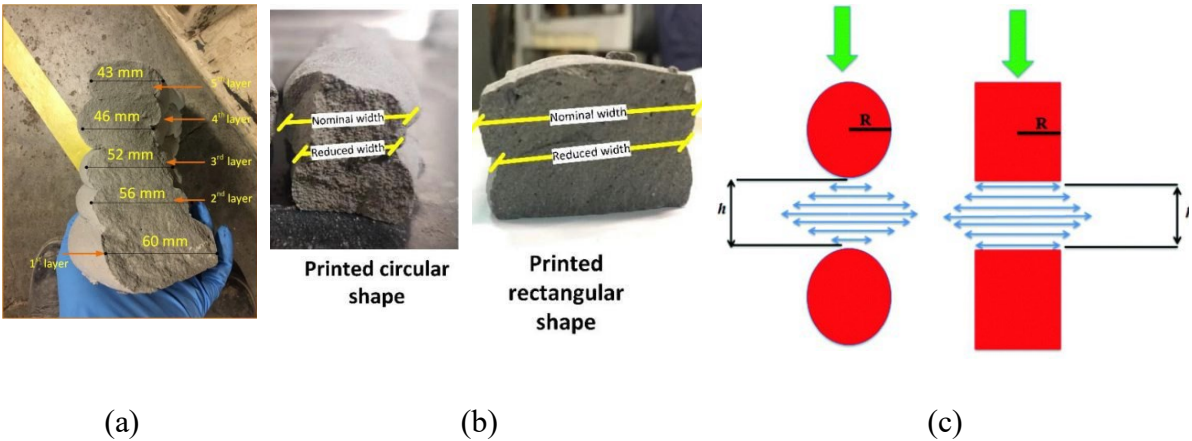 43 mm
5th layer
46 mm
4th layer
52 mm
3rd layer
56 mm
2nd layer
60 mm
1st layer
Nominal width
Reduced width
Printed circular
shape
Nominal width
Reduced width
Printed
rectangular
shape
R
R
h
h
(a)
(b)
(c)